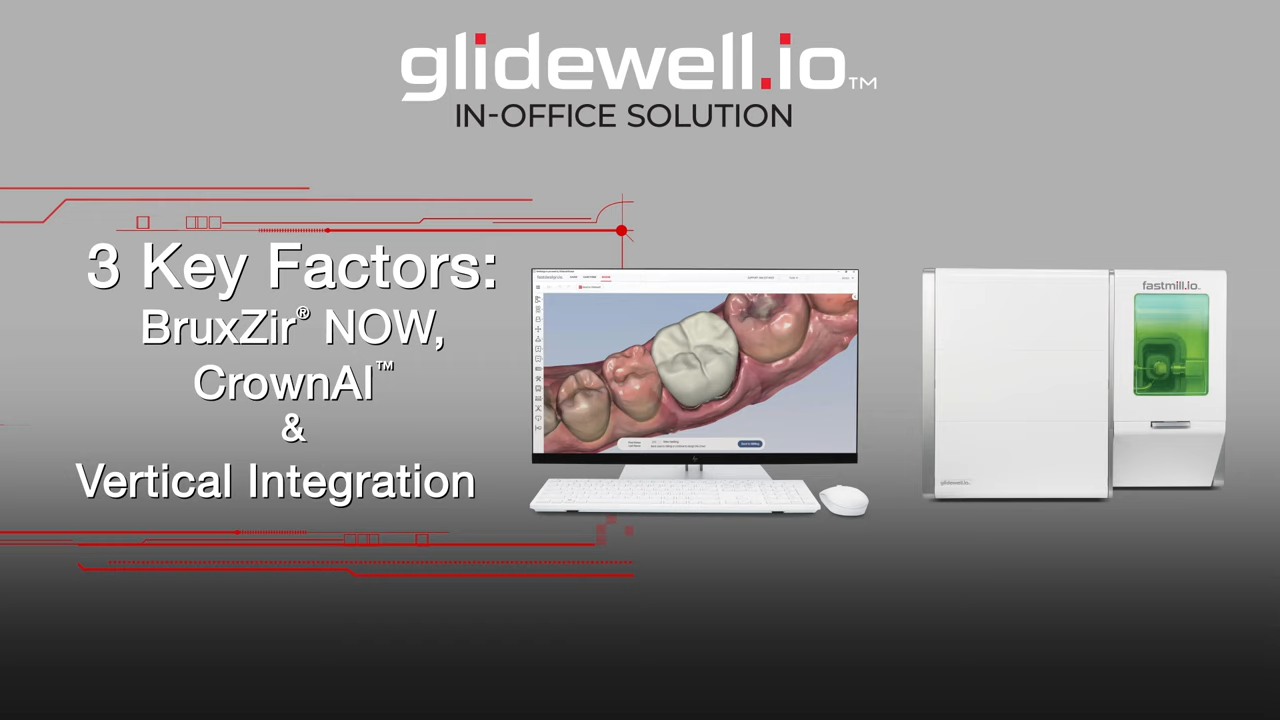 glidewell.io™
IN-OFFICE SOLUTION
3 Key Factors:
BruxZir® NOW,
CrownAI™
&
Vertical Integration
fastmill.io
glidewell.io